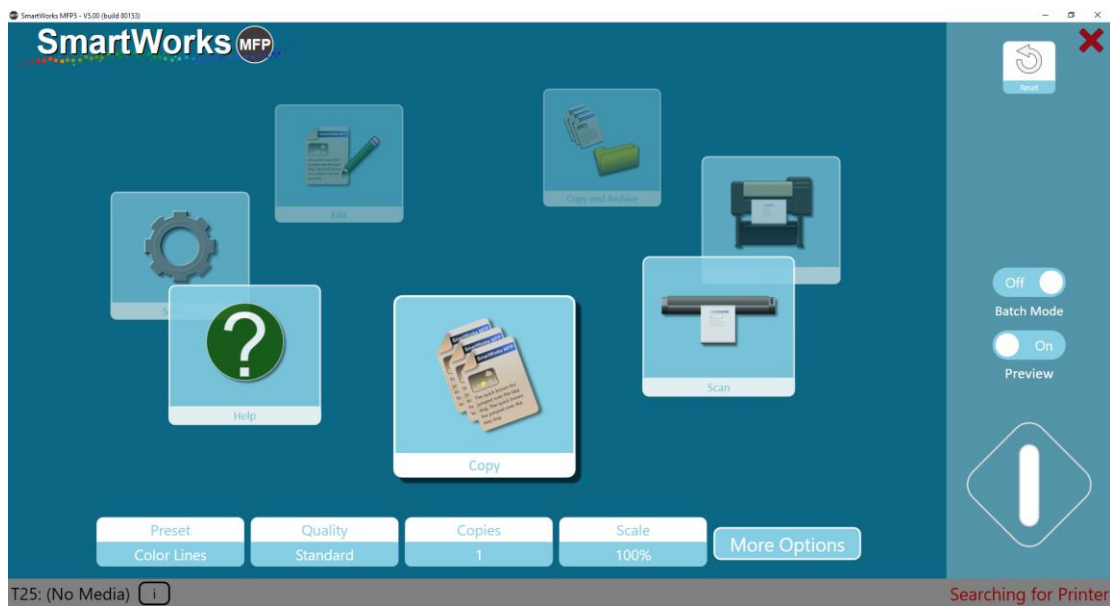 SmartWorks MFP5 - V5.00 (build 80153)
SmartWorks MFP
Reset
Edit
Copy and Archive
Help
Scan
Copy
Off
Batch Mode
On
Preview
Preset
Color Lines
Quality
Standard
Copies
1
Scale
100%
More Options
T25: (No Media) i
Searching for Printer